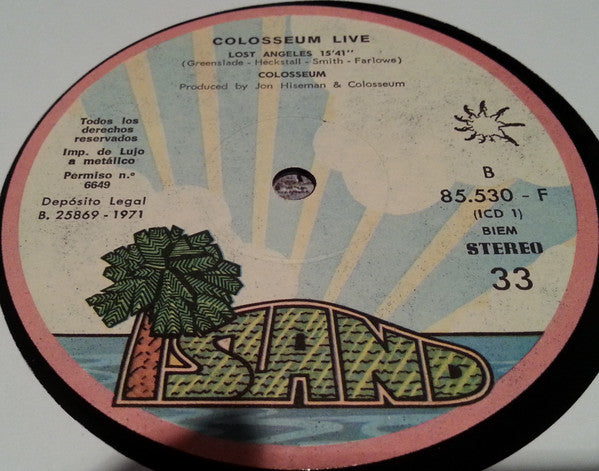 COLOSSEUM LIVE
LOST ANGELES 15'41"
(Greenslade - Heckstall - Smith - Farlowe)
COLOSSEUM
Produced by Jon Hiseman & Colosseum
Todos los
derechos
reservados
Imp. de Lujo
a metálico
Permiso n.º
6649
Depósito Legal
B. 25869 - 1971
B
85.530 - F
(ICD 1)
BIEM
STEREO
33
ISLAND